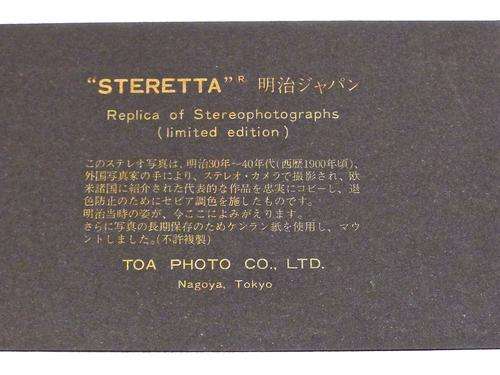 “STERETTA”® 明治ジャパン
Replica of Stereophotographs
(limited edition)
このステレオ写真は、明治30年〜40年代(西歴1900年頃)、
外国写真家の手により、ステレオ・カメラで撮影され、欧
米諸国に紹介された代表的な作品を忠実にコピーし、退
色防止のためにセピア調色を施したものです。
明治当時の姿が、今ここによみがえります。
さらに写真の長期保存のためケンラン紙を使用し、マウ
ントしました。(不許複製)
TOA PHOTO CO., LTD.
Nagoya, Tokyo